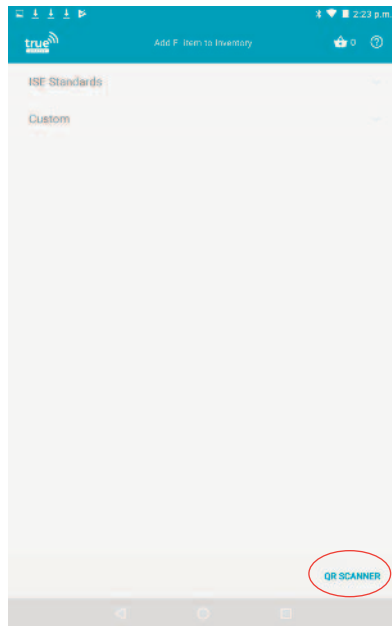 2:23 p.m.
true
Add F item to Inventory
0
ISE Standards
Custom
QR SCANNER